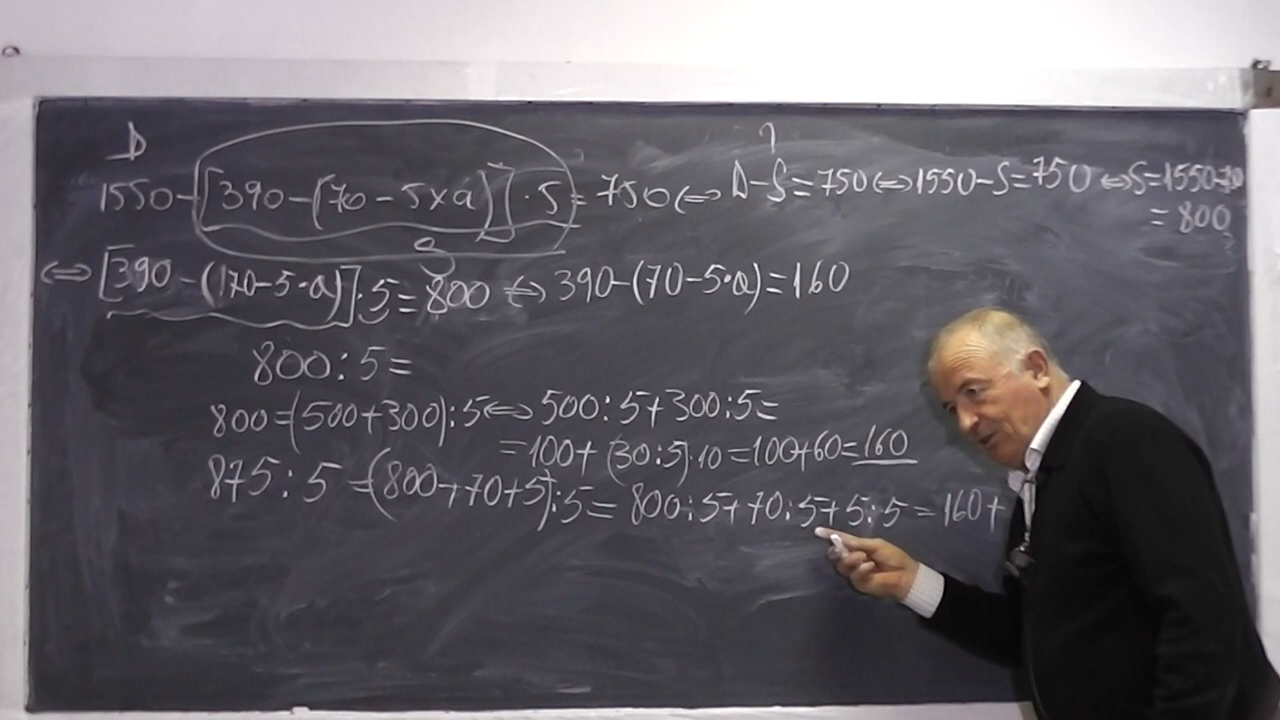 D ?
1550-[390-(70-5×a)]·5=750⇔D-S=750⇔1550-S=750⇔S=1550-
=800
⇔[390-(170-5·a)]·5=800⇔390-(70-5·a)=160
800:5=
800=(500+300):5⇔500:5+300:5=
=100+(30:5)·10=100+60=160
875:5=(800+70+5):5=800:5+70:5+5:5=160+